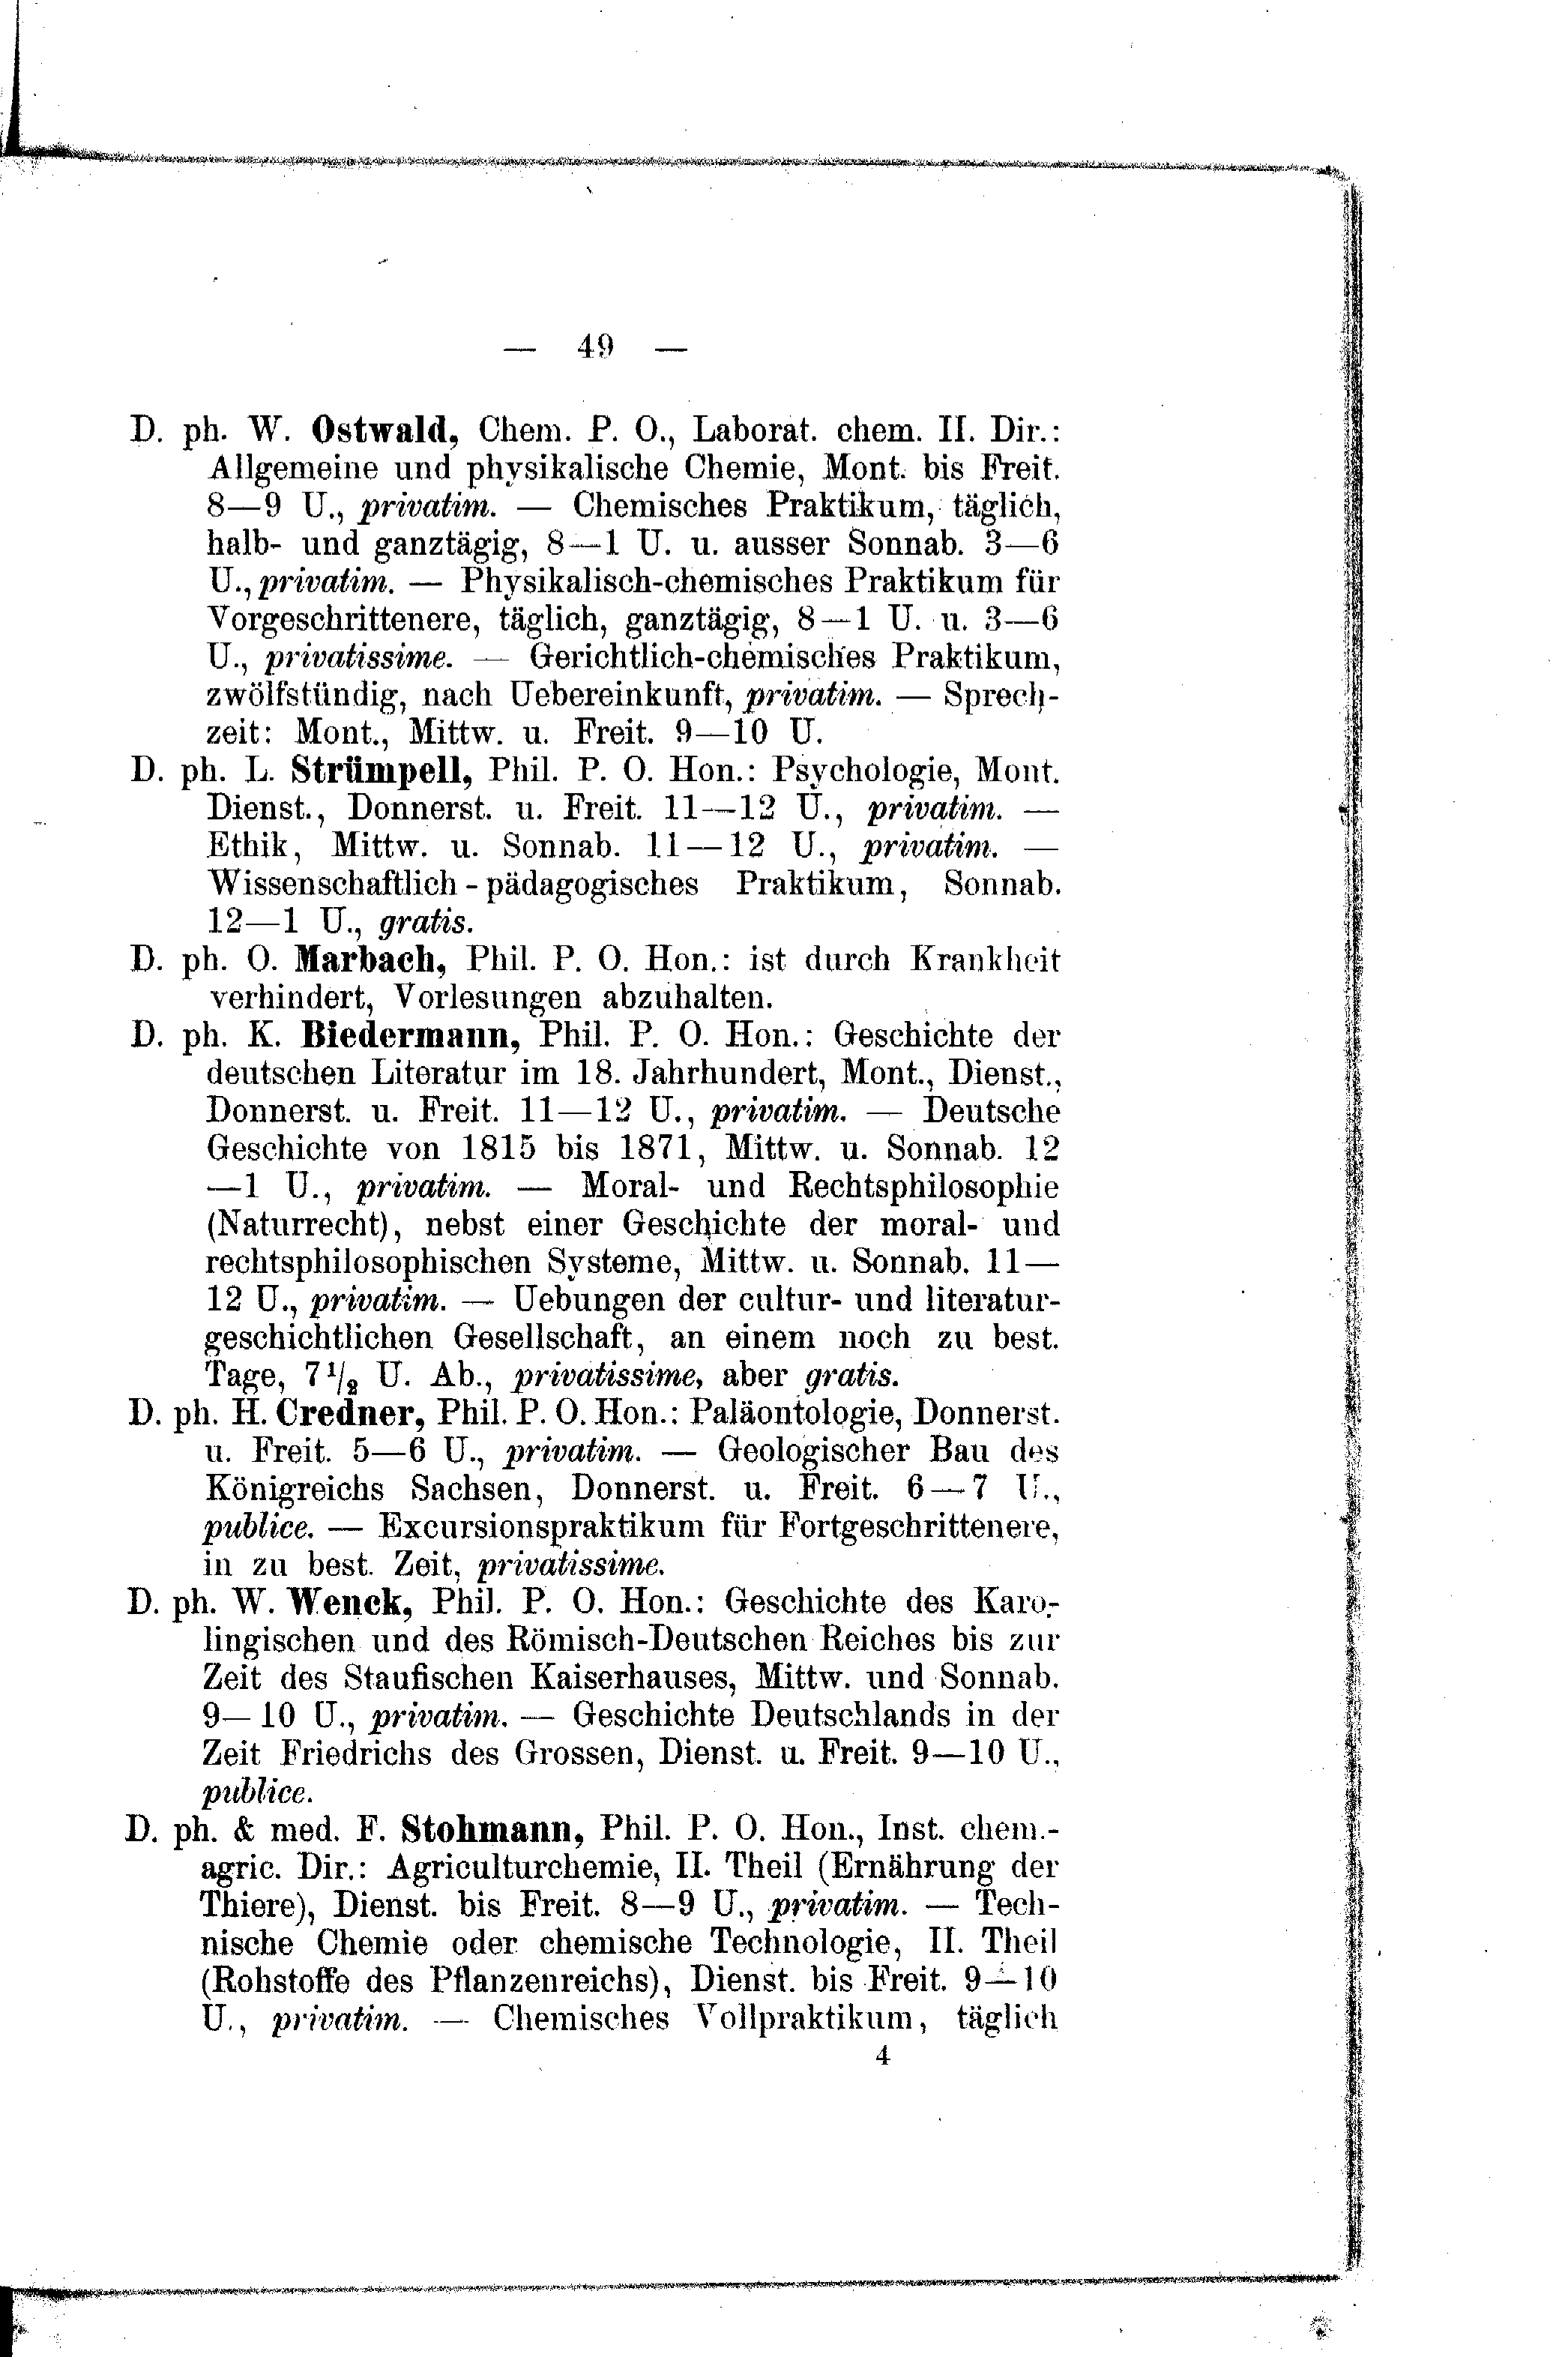 — 49 —
D. ph. W. Ostwald, Chem. P. O., Laborat. chem. II. Dir.:
Allgemeine und physikalische Chemie, Mont. bis Freit.
8—9 U., privatim. — Chemisches Praktikum, täglich,
halb- und ganztägig, 8—1 U. u. ausser Sonnab. 3—6
U., privatim. — Physikalisch-chemisches Praktikum für
Vorgeschrittenere, täglich, ganztägig, 8—1 U. u. 3—6
U., privatissime. — Gerichtlich-chemisches Praktikum,
zwölfstündig, nach Uebereinkunft, privatim. — Sprech-
zeit: Mont., Mittw. u. Freit. 9—10 U.
D. ph. L. Strümpell, Phil. P. O. Hon.: Psychologie, Mont.
Dienst., Donnerst. u. Freit. 11—12 U., privatim. —
Ethik, Mittw. u. Sonnab. 11—12 U., privatim. —
Wissenschaftlich-pädagogisches Praktikum, Sonnab.
12—1 U., gratis.
D. ph. O. Marbach, Phil. P. O. Hon.: ist durch Krankheit
verhindert, Vorlesungen abzuhalten.
D. ph. K. Biedermann, Phil. P. O. Hon.: Geschichte der
deutschen Literatur im 18. Jahrhundert, Mont., Dienst.,
Donnerst. u. Freit. 11—12 U., privatim. — Deutsche
Geschichte von 1815 bis 1871, Mittw. u. Sonnab. 12
—1 U., privatim. — Moral- und Rechtsphilosophie
(Naturrecht), nebst einer Geschichte der moral- und
rechtsphilosophischen Systeme, Mittw. u. Sonnab. 11—
12 U., privatim. — Uebungen der cultur- und literatur-
geschichtlichen Gesellschaft, an einem noch zu best.
Tage, 7 1/2 U. Ab., privatissime, aber gratis.
D. ph. H. Credner, Phil. P. O. Hon.: Paläontologie, Donnerst.
u. Freit. 5—6 U., privatim. — Geologischer Bau des
Königreichs Sachsen, Donnerst. u. Freit. 6—7 U.,
publice. — Excursionspraktikum für Fortgeschrittenere,
in zu best. Zeit, privatissime.
D. ph. W. Wenck, Phil. P. O. Hon.: Geschichte des Karo-
lingischen und des Römisch-Deutschen Reiches bis zur
Zeit des Staufischen Kaiserhauses, Mittw. und Sonnab.
9—10 U., privatim. — Geschichte Deutschlands in der
Zeit Friedrichs des Grossen, Dienst. u. Freit. 9—10 U.,
publice.
D. ph. & med. F. Stohmann, Phil. P. O. Hon., Inst. chem.-
agric. Dir.: Agriculturchemie, II. Theil (Ernährung der
Thiere), Dienst. bis Freit. 8—9 U., privatim. — Tech-
nische Chemie oder chemische Technologie, II. Theil
(Rohstoffe des Pflanzenreichs), Dienst. bis Freit. 9—10
U., privatim. — Chemisches Vollpraktikum, täglich
4